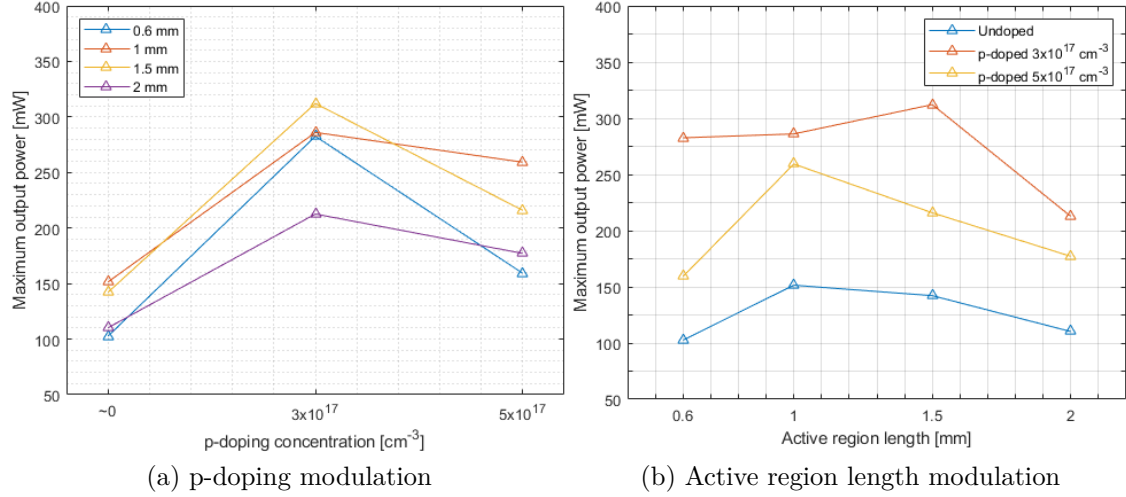 400
350
300
250
200
150
100
50
Maximum output power [mW]
0.6 mm
1 mm
1.5 mm
2 mm
~0
3x10^17
5x10^17
p-doping concentration [cm^-3]
(a) p-doping modulation
400
350
300
250
200
150
100
50
Maximum output power [mW]
Undoped
p-doped 3x10^17 cm^-3
p-doped 5x10^17 cm^-3
0.6
1
1.5
2
Active region length [mm]
(b) Active region length modulation